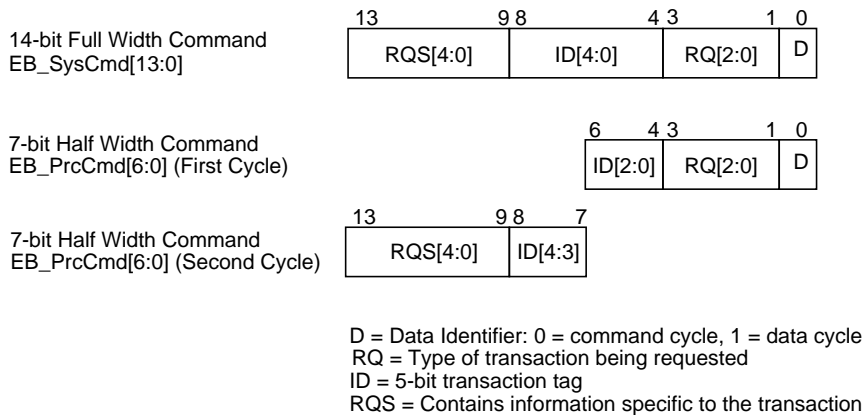 13 9 8 4 3 1 0
14-bit Full Width Command
EB_SysCmd[13:0]
RQS[4:0] ID[4:0] RQ[2:0] D
6 4 3 1 0
7-bit Half Width Command
EB_PrcCmd[6:0] (First Cycle)
ID[2:0] RQ[2:0] D
13 9 8 7
7-bit Half Width Command
EB_PrcCmd[6:0] (Second Cycle)
RQS[4:0] ID[4:3]
D = Data Identifier: 0 = command cycle, 1 = data cycle
RQ = Type of transaction being requested
ID = 5-bit transaction tag
RQS = Contains information specific to the transaction